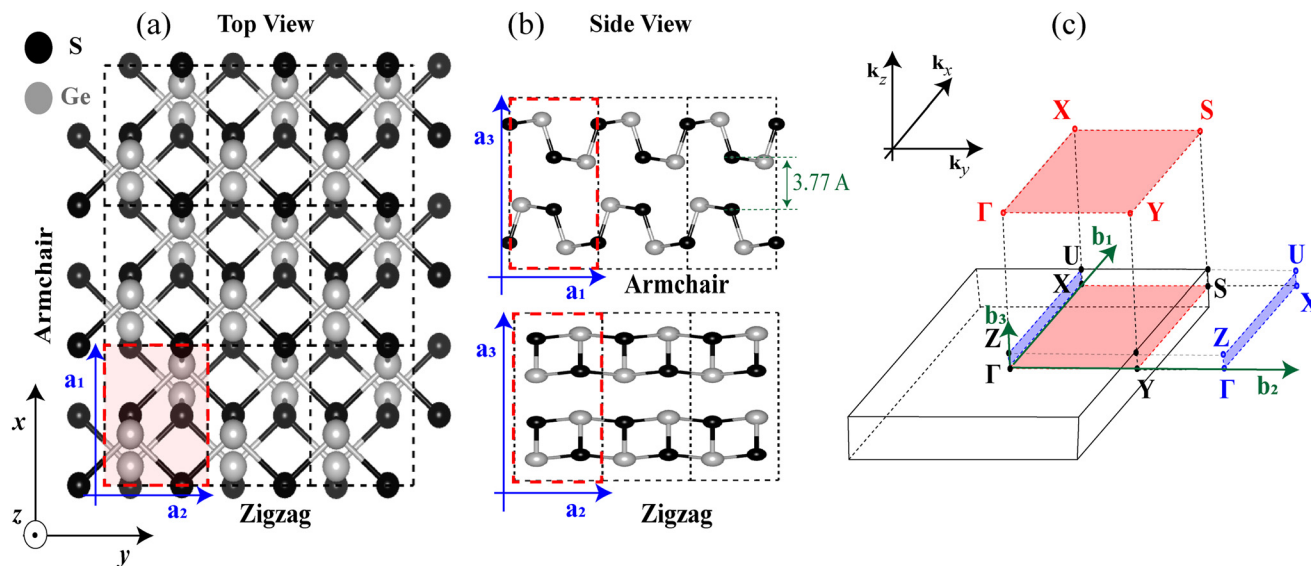 (a)
Top View
S
Ge
Armchair
a₁
a₂
Zigzag
x
z
y
(b)
Side View
a₃
3.77 A
a₁
Armchair
a₃
a₂
Zigzag
(c)
k𝓏
kₓ
kᵧ
X
S
Γ
Y
b₁
U
X
S
b₃
Z
Γ
Y
b₂
U
X
Z
Γ